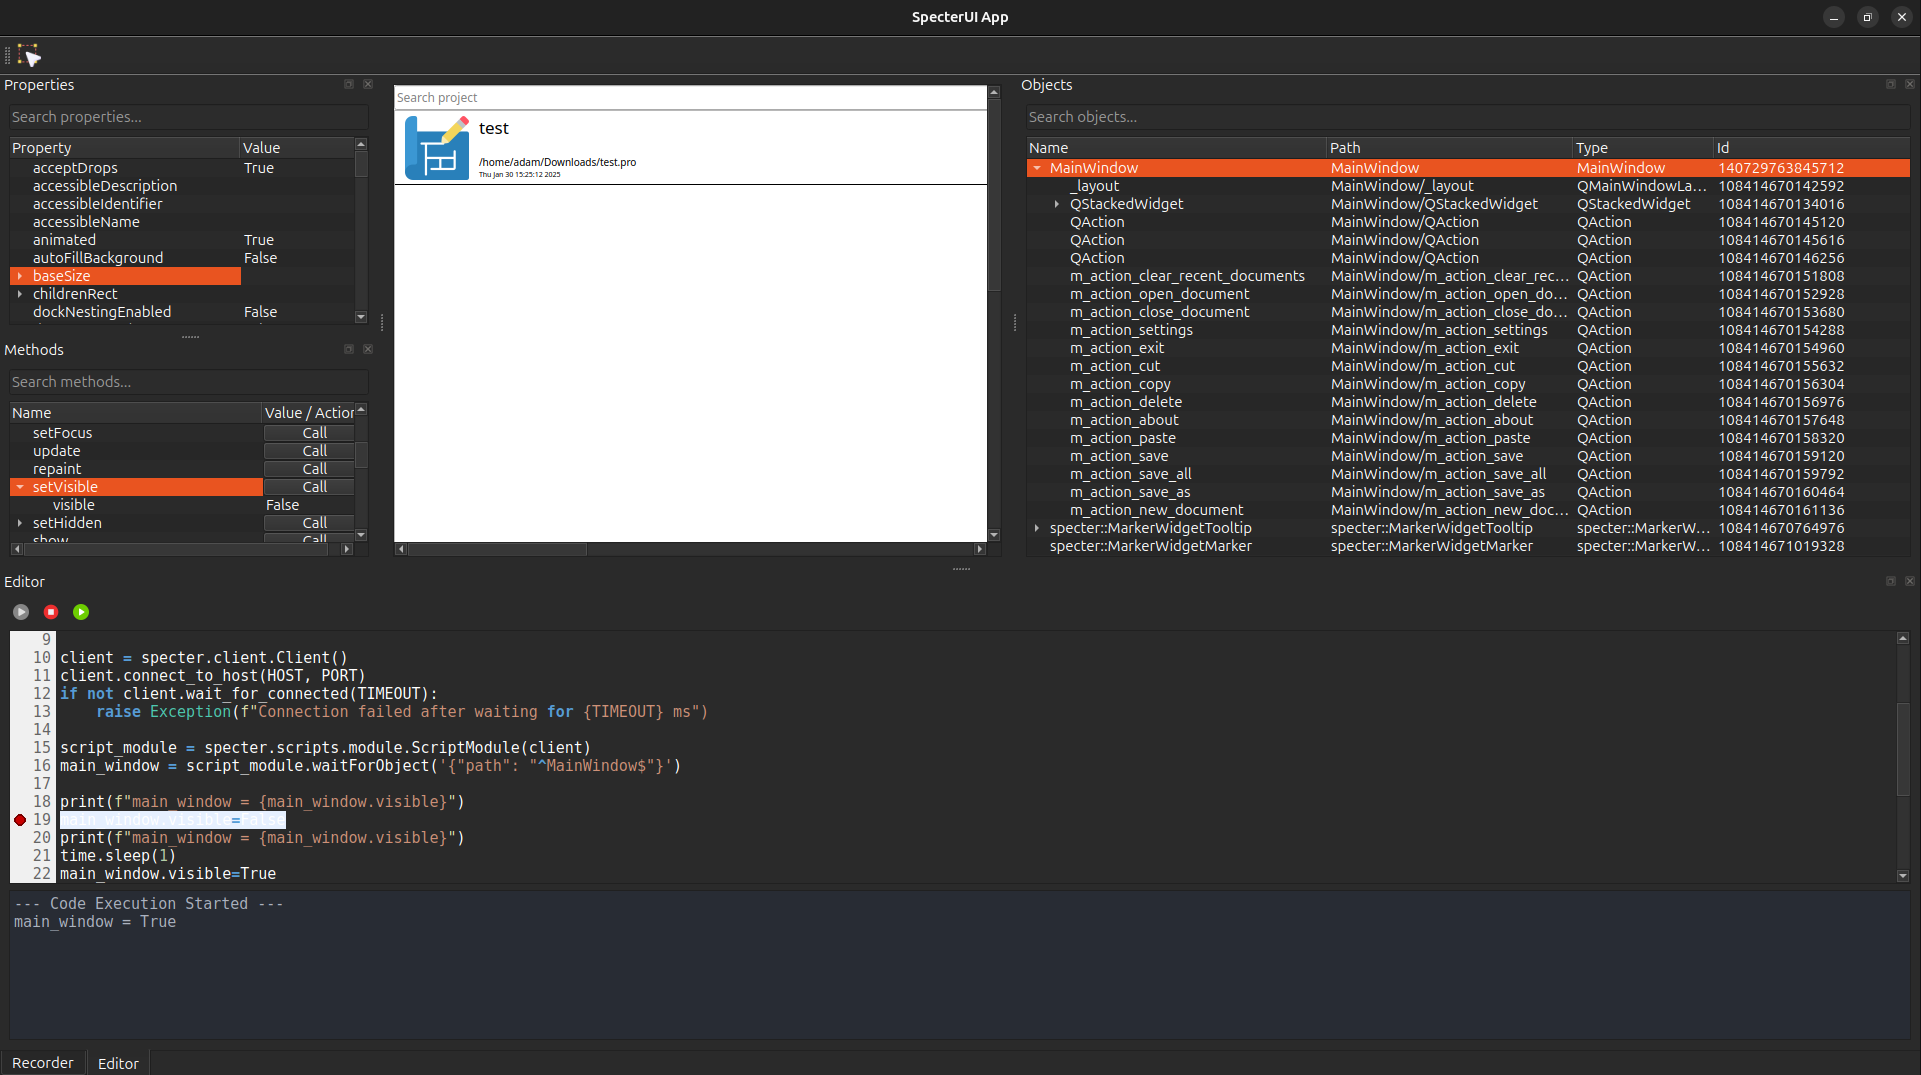 SpecterUI App
Properties
Search properties...
Property Value
acceptDrops True
accessibleDescription
accessibleIdentifier
accessibleName
animated True
autoFillBackground False
baseSize
childrenRect
dockNestingEnabled False
Methods
Search methods...
Name Value / Action
setFocus Call
update Call
repaint Call
setVisible Call
visible False
setHidden Call
show Call
Search project
test
/home/adam/Downloads/test.pro
Thu Jan 30 15:25:12 2025
Objects
Search objects...
Name Path Type Id
MainWindow MainWindow MainWindow 140729763845712
_layout MainWindow/_layout QMainWindowLa... 108414670142592
QStackedWidget MainWindow/QStackedWidget QStackedWidget 108414670134016
QAction MainWindow/QAction QAction 108414670145120
QAction MainWindow/QAction QAction 108414670145616
QAction MainWindow/QAction QAction 108414670146256
m_action_clear_recent_documents MainWindow/m_action_clear_rec... QAction 108414670151808
m_action_open_document MainWindow/m_action_open_do... QAction 108414670152928
m_action_close_document MainWindow/m_action_close_do... QAction 108414670153680
m_action_settings MainWindow/m_action_settings QAction 108414670154288
m_action_exit MainWindow/m_action_exit QAction 108414670154960
m_action_cut MainWindow/m_action_cut QAction 108414670155632
m_action_copy MainWindow/m_action_copy QAction 108414670156304
m_action_delete MainWindow/m_action_delete QAction 108414670156976
m_action_about MainWindow/m_action_about QAction 108414670157648
m_action_paste MainWindow/m_action_paste QAction 108414670158320
m_action_save MainWindow/m_action_save QAction 108414670159120
m_action_save_all MainWindow/m_action_save_all QAction 108414670159792
m_action_save_as MainWindow/m_action_save_as QAction 108414670160464
m_action_new_document MainWindow/m_action_new_doc... QAction 108414670161136
specter::MarkerWidgetTooltip specter::MarkerWidgetTooltip specter::MarkerW... 108414670764976
specter::MarkerWidgetMarker specter::MarkerWidgetMarker specter::MarkerW... 108414671019328
Editor
9
10 client = specter.client.Client()
11 client.connect_to_host(HOST, PORT)
12 if not client.wait_for_connected(TIMEOUT):
13     raise Exception(f"Connection failed after waiting for {TIMEOUT} ms")
14
15 script_module = specter.scripts.module.ScriptModule(client)
16 main_window = script_module.waitForObject('{"path": "^MainWindow$"}')
17
18 print(f"main_window = {main_window.visible}")
19 main_window.visible=False
20 print(f"main_window = {main_window.visible}")
21 time.sleep(1)
22 main_window.visible=True
--- Code Execution Started ---
main_window = True
Recorder Editor